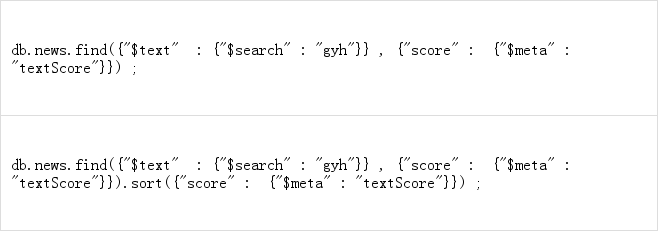 db.news.find({"$text"  : {"$search" : "gyh"}} , {"score" :  {"$meta" :
"textScore"}}) ;
db.news.find({"$text"  : {"$search" : "gyh"}} , {"score" :  {"$meta" :
"textScore"}}).sort({"score" :  {"$meta" : "textScore"}}) ;